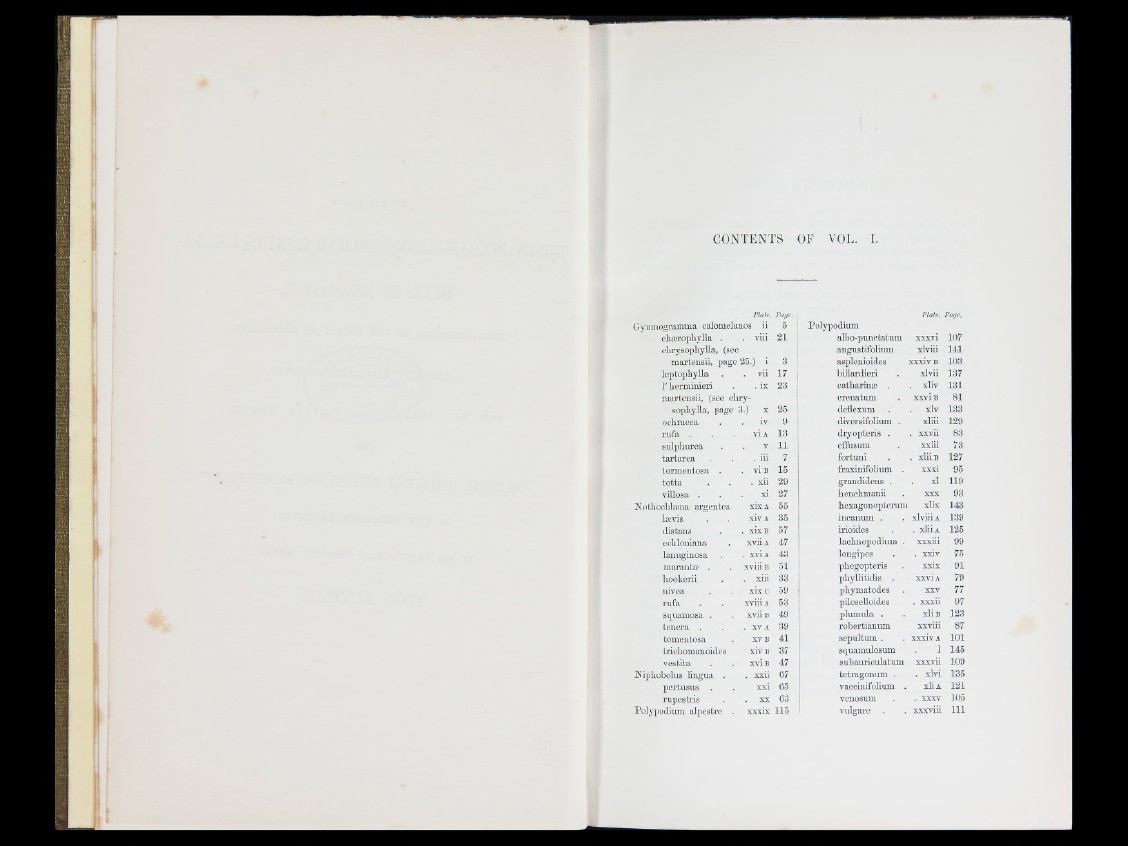 CONTENTS OF VOL. I.
Plate. Page.
Gymnogramma calomelanos ii 5
chærophylla . . viii 21
chrysophylla, (see
martensii, page 25.) i 3
leptophylla . . vii 17
l'herminieri . . ix 23
martensii, (see chry-
sophylla, page 3.) x 25
ochracea . . iv 9
rufa . . . vi A 13
sulphurea . . v 11
tartarea . . . iii 7
tormentosa . . vi B 15
totta . . . xii 29
villosa . . . xi 27
Nothochlæna argentea xix A 55
lævis . . xiv A 35
distans . . xix B 57
eckloniana . xvii A 47
lanuginosa . . xvi A 43
marantæ . . xviii B 51
hookerii . . xiii 33
nivea . . xix C 59
rufa . . xviii A 53
squamosa . . xvii B 49
tenera . . . xv A 39
tomentosa . xv B 41
trichomanoides xiv B 37
vestita . . xvi B 47
Niphobolus lingua . . xxii 67
pertusus . . xxi 65
rupestris . . xx 63
Polypodium alpestre . xxxix 115
Plate. Page.
Polypodium
albo-punctatum xxxvi 107
angustifolium xlviii 141
asplenioides xxxiv B 103
billardieri . xlvii 137
catharinæ . . xliv 131
crenatum . xxvi B 81
deflexum . . xlv 133
diversifolium . xliii 129
dryopteris . . xxvii 83
effusum . xxiii 73
fortuni . . xliii B 127
fraxinifolium . xxxi 95
grandidens . . xl 119
henchmanii . xxx 93
hexagonopterum xlix 143
incanum . . xlviii A 139
irioides . . xlii A 125
lachnopodium . xxxiii 99
longipes . . xxiv 75
phegopteris . xxix 91
phyllitidis . xxvi A 79
phymatodes . xxv 77
piloselloides . xxxii 97
plumula . . xli B 123
robertianum xxviii 87
sepultum . . xxxiv A 101
squamulosum . l 145
subauriculatum xxxvii 109
tetragonum . . xlvi 135
vaccinifolium . xli A 121
venosum . . xxxv 105
vulgare . . xxxviii 111